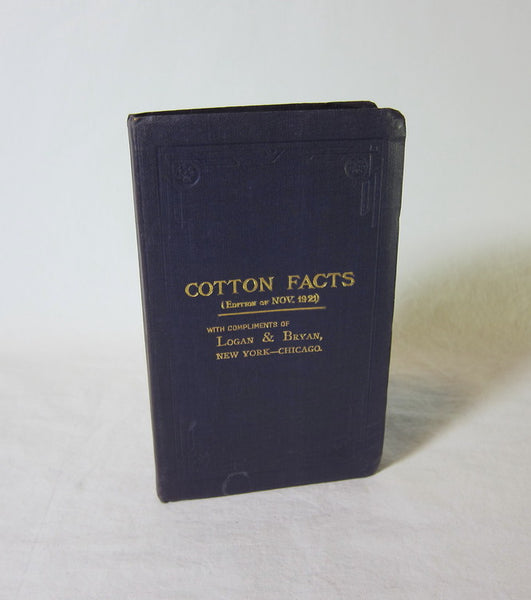 COTTON FACTS
(EDITION OF NOV. 1921)
WITH COMPLIMENTS OF
LOGAN & BRYAN,
NEW YORK—CHICAGO.